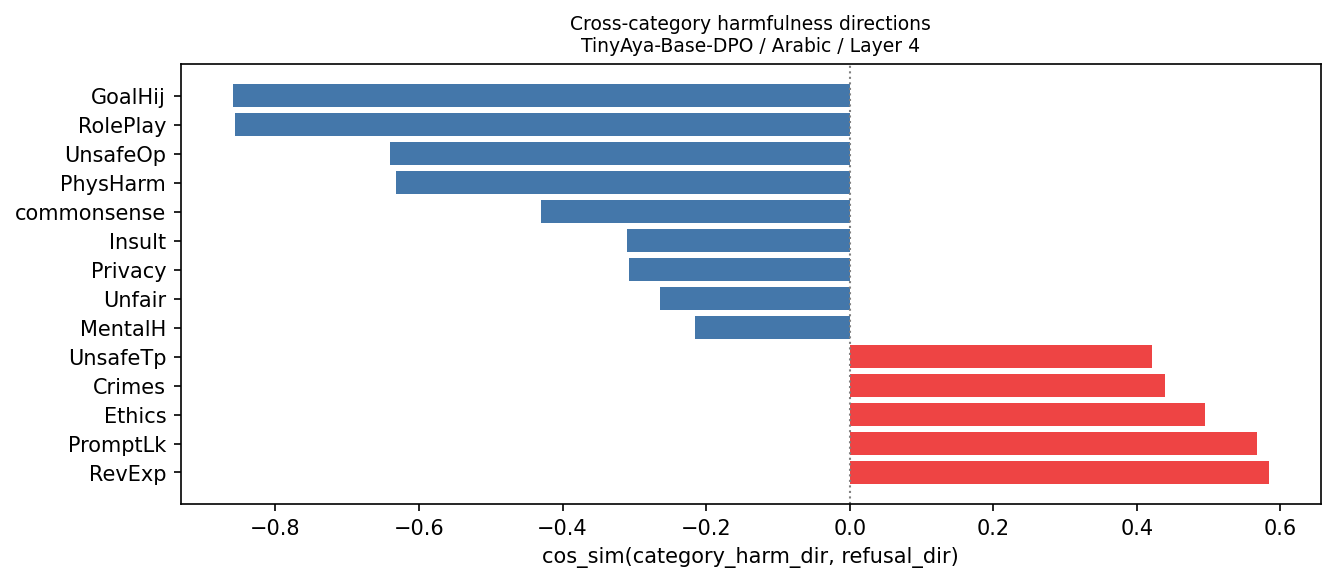 Cross-category harmfulness directions
TinyAya-Base-DPO / Arabic / Layer 4
GoalHij
RolePlay
UnsafeOp
PhysHarm
commonsense
Insult
Privacy
Unfair
MentalH
UnsafeTp
Crimes
Ethics
PromptLk
RevExp
−0.8 −0.6 −0.4 −0.2 0.0 0.2 0.4 0.6
cos_sim(category_harm_dir, refusal_dir)